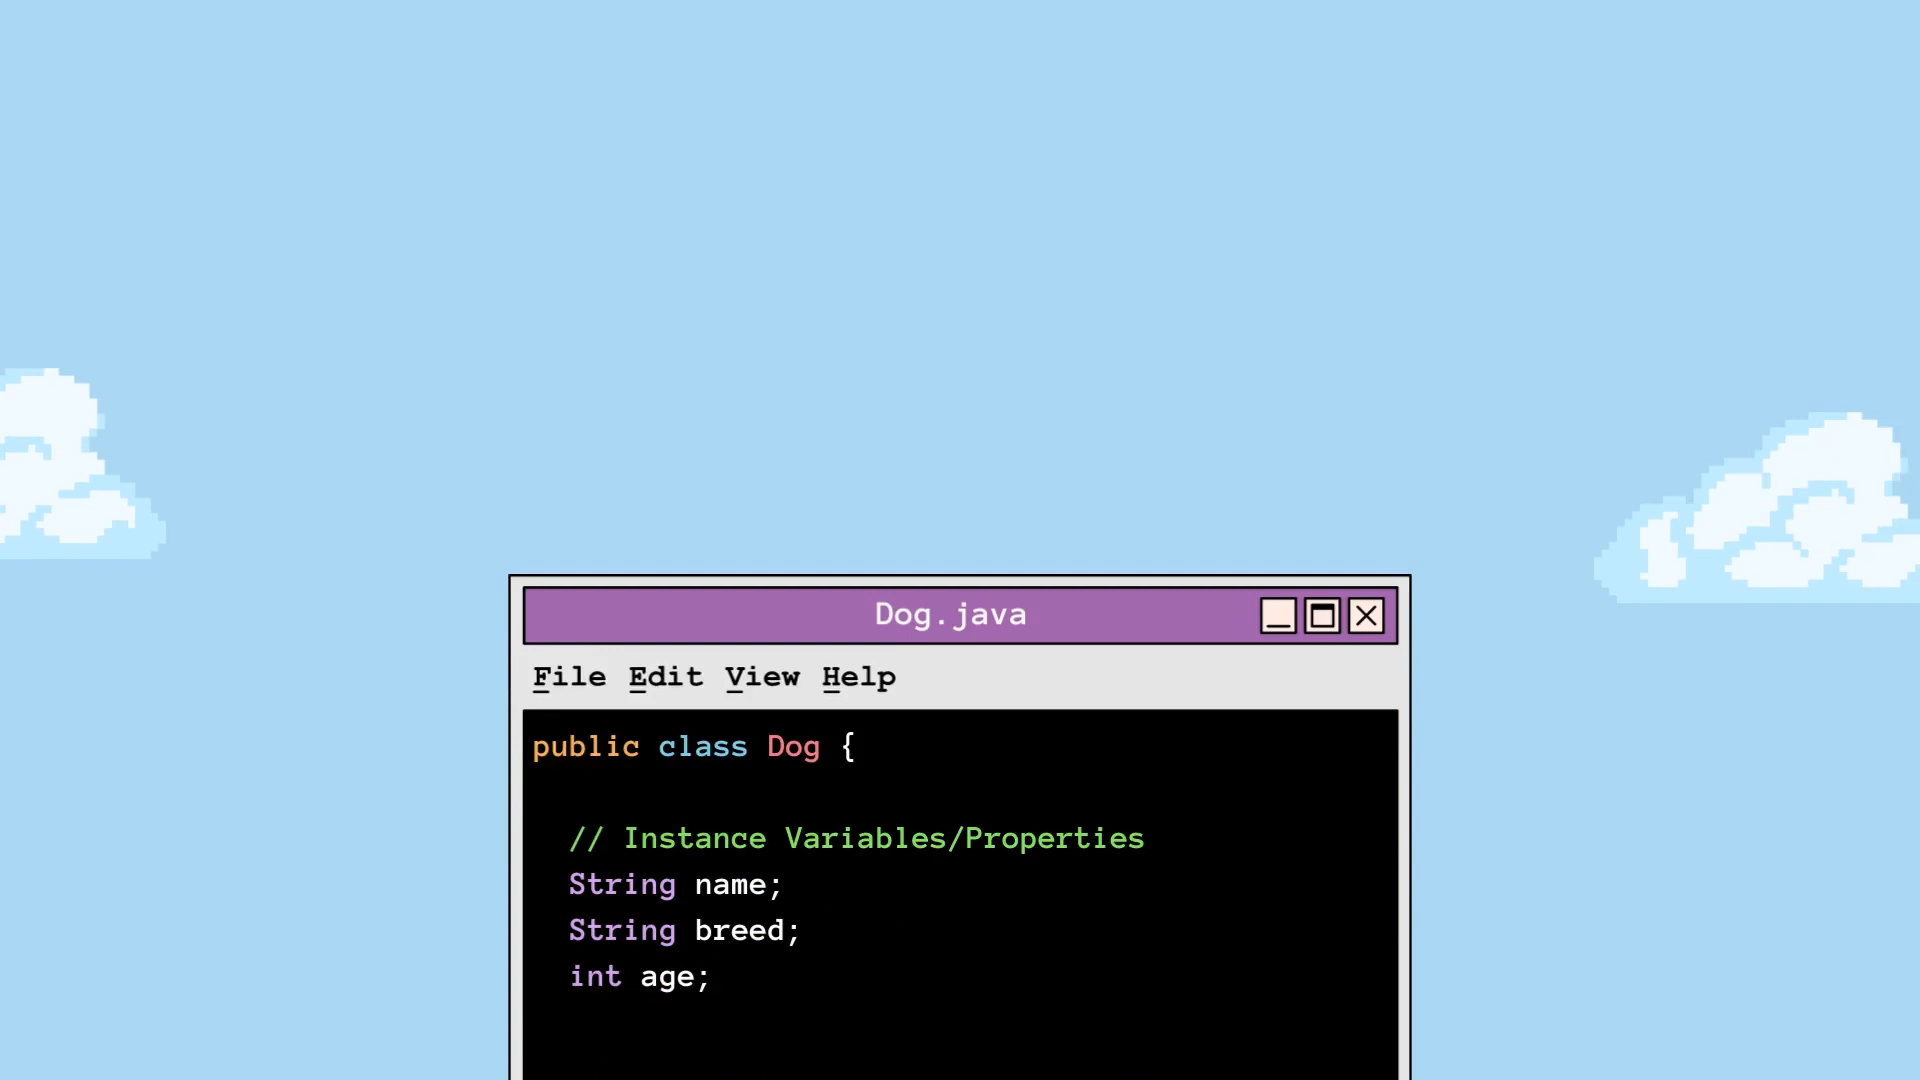 Dog.java
File Edit View Help
public class Dog {
// Instance Variables/Properties
String name;
String breed;
int age;